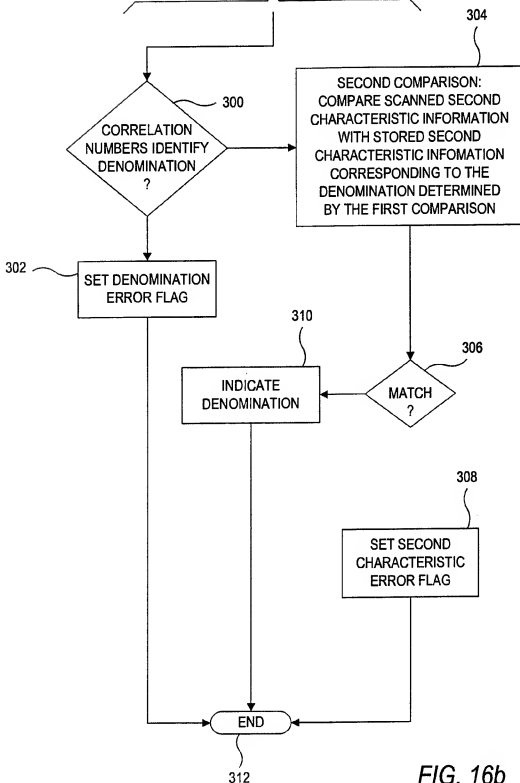 304
300
CORRELATION
NUMBERS IDENTIFY
DENOMINATION
?
SECOND COMPARISON:
COMPARE SCANNED SECOND
CHARACTERISTIC INFORMATION
WITH STORED SECOND
CHARACTERISTIC INFOMATION
CORRESPONDING TO THE
DENOMINATION DETERMINED
BY THE FIRST COMPARISON
302
SET DENOMINATION
ERROR FLAG
310
306
INDICATE
DENOMINATION
MATCH
?
308
SET SECOND
CHARACTERISTIC
ERROR FLAG
END
312
FIG. 16b